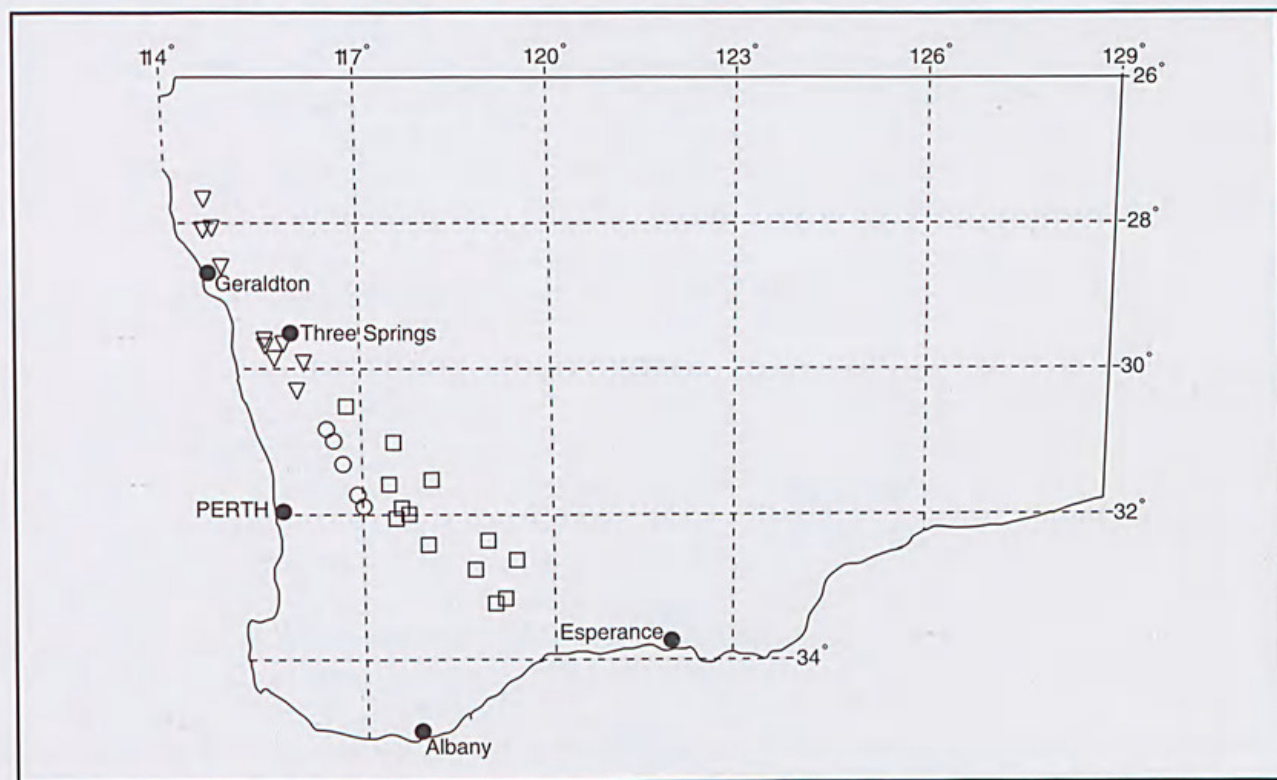 114° 117° 120° 123° 126° 129°
26°
28°
Geraldton
Three Springs
30°
PERTH
32°
Esperance
34°
Albany